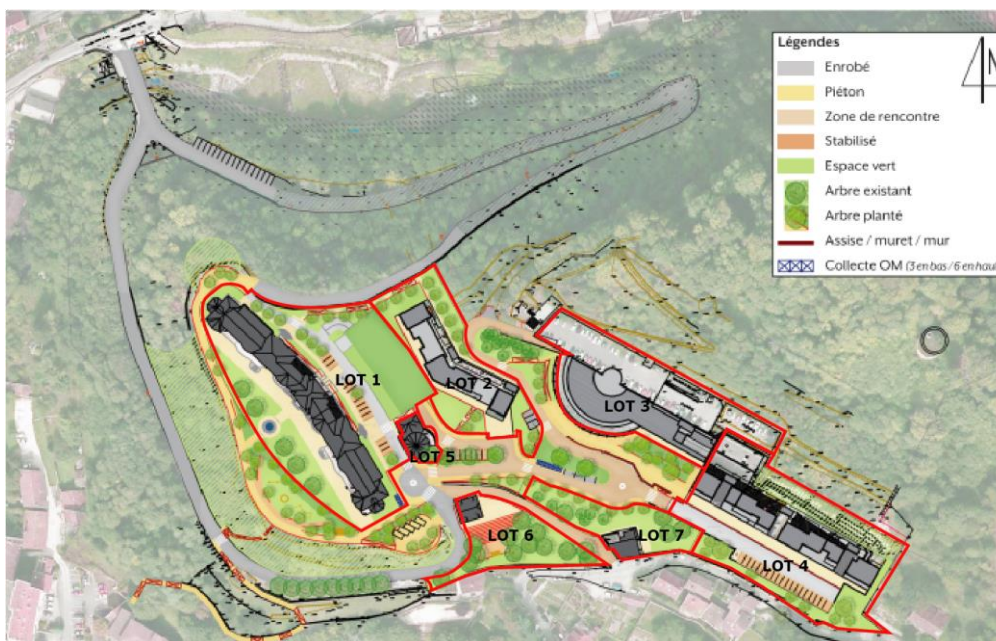 Légendes
N
Enrobé
Piéton
Zone de rencontre
Stabilisé
Espace vert
Arbre existant
Arbre planté
Assise / muret / mur
Collecte OM (3 en bas / 6 en haut
LOT 1
LOT 2
LOT 3
LOT 5
LOT 6
LOT 7
LOT 4